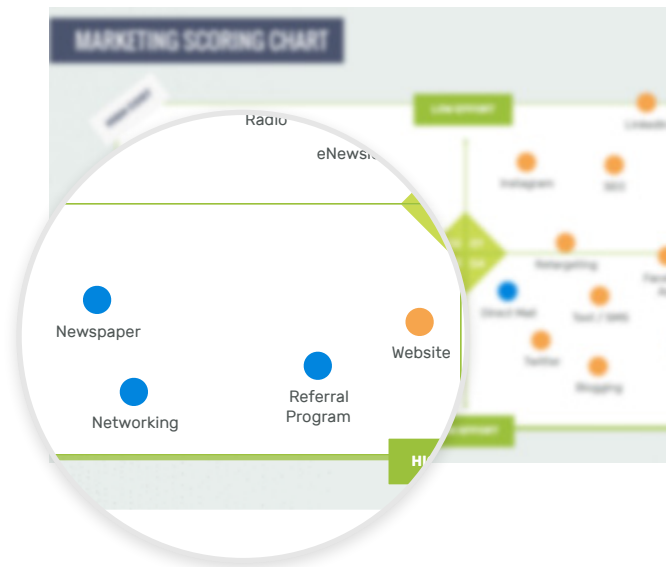 MARKETING SCORING CHART
LOW EFFORT
Radio
Instagram
SEO
Retargeting
Direct Mail
Text / SMS
Newspaper
Website
Twitter
Networking
Referral
Program
Blogging